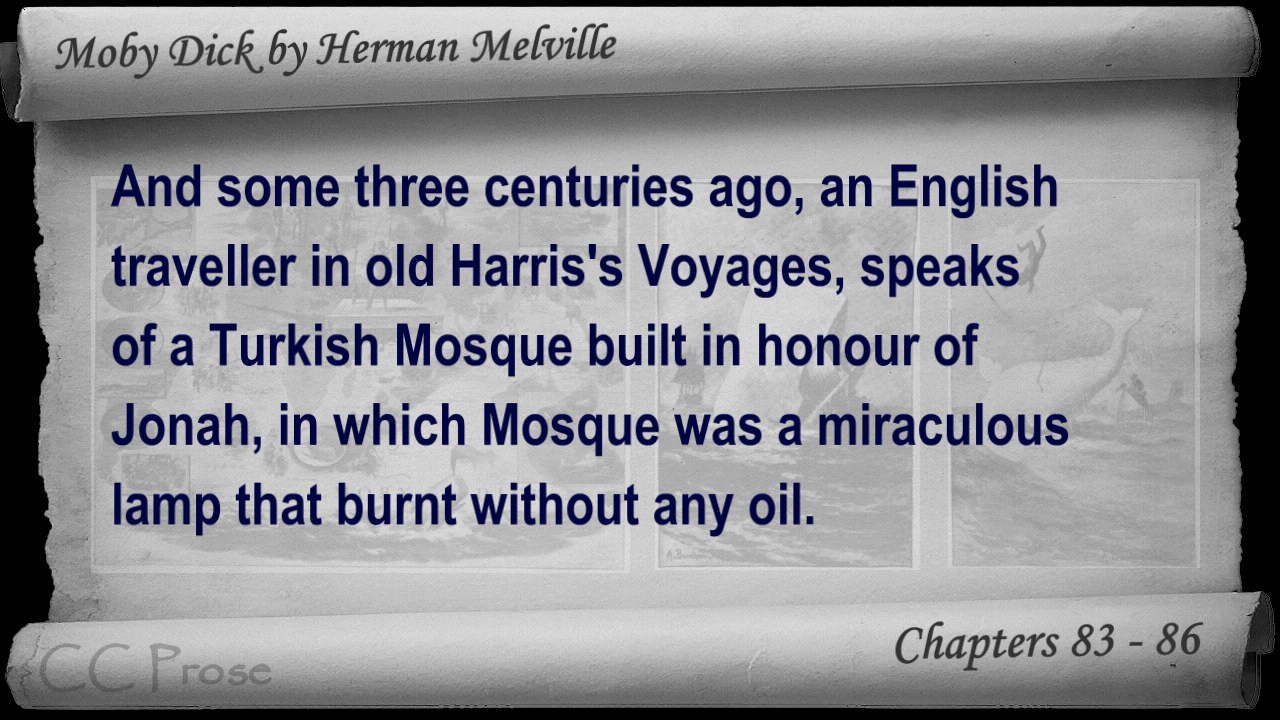 Moby Dick by Herman Melville
And some three centuries ago, an English
traveller in old Harris's Voyages, speaks
of a Turkish Mosque built in honour of
Jonah, in which Mosque was a miraculous
lamp that burnt without any oil.
Chapters 83 - 86
CC Prose